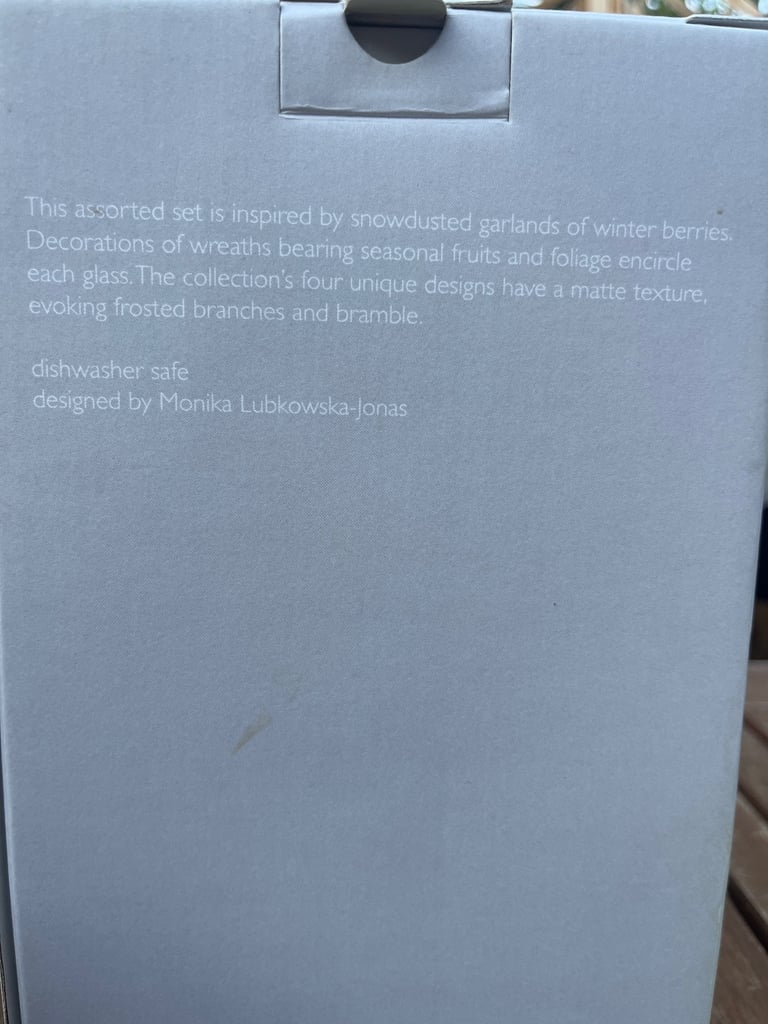 This assorted set is inspired by snowdusted garlands of winter berries.
Decorations of wreaths bearing seasonal fruits and foliage encircle
each glass. The collection's four unique designs have a matte texture,
evoking frosted branches and bramble.
dishwasher safe
designed by Monika Lubkowska-Jonas